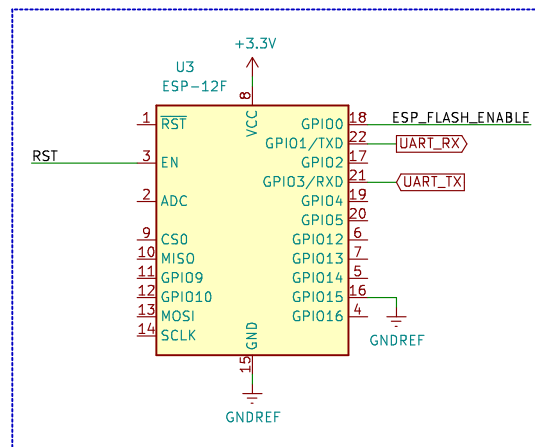 +3.3V
U3
ESP-12F
8
VCC
1 RST GPIO0 18 ESP_FLASH_ENABLE
GPIO1/TXD 22 UART_RX
RST 3 EN GPIO2 17
GPIO3/RXD 21 UART_TX
2 ADC GPIO4 19
GPIO5 20
9 CS0 GPIO12 6
10 MISO GPIO13 7
11 GPIO9 GPIO14 5
12 GPIO10 GPIO15 16
13 MOSI GPIO16 4
14 SCLK
GND
15
GNDREF
GNDREF